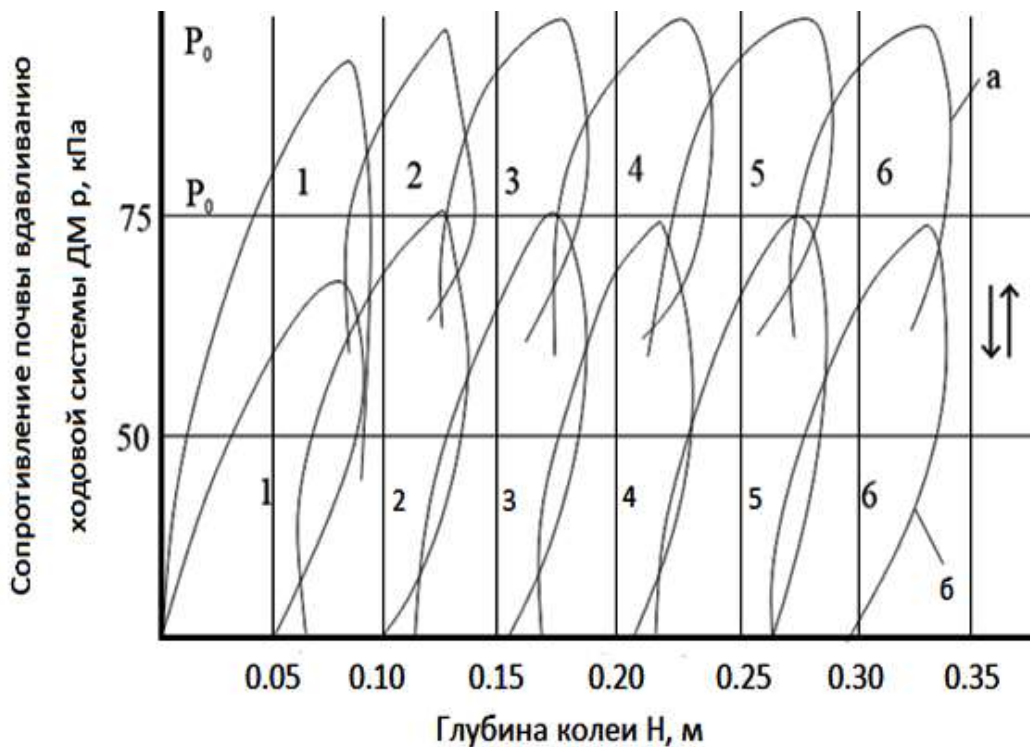 Сопротивление почвы вдавливанию
ходовой системы ДМ р, кПа
P₀
а
1 2 3 4 5 6
P₀
75
50
1 2 3 4 5 6
б
0.05 0.10 0.15 0.20 0.25 0.30 0.35
Глубина колеи Н, м